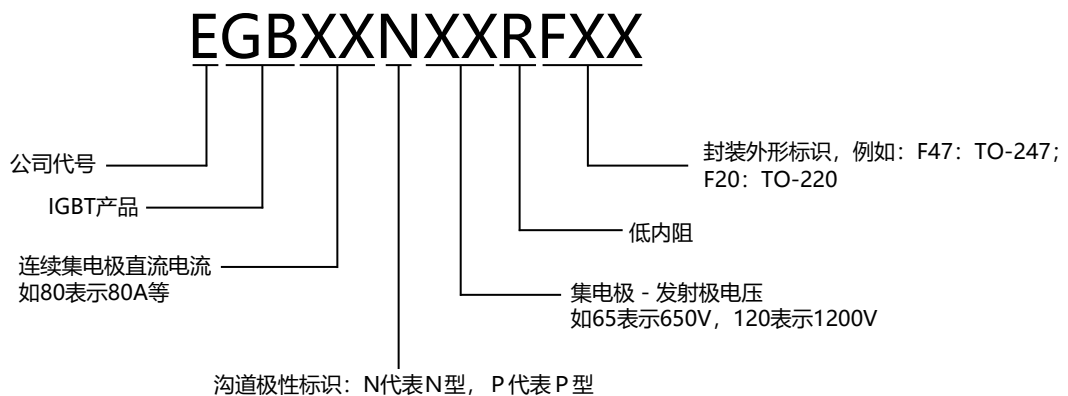 EGBXXNXXRFXX
公司代号
封装外形标识，例如：F47：TO-247；
F20：TO-220
IGBT产品
低内阻
连续集电极直流电流
如80表示80A等
集电极 - 发射极电压
如65表示650V，120表示1200V
沟道极性标识：N代表N型， P代表P型